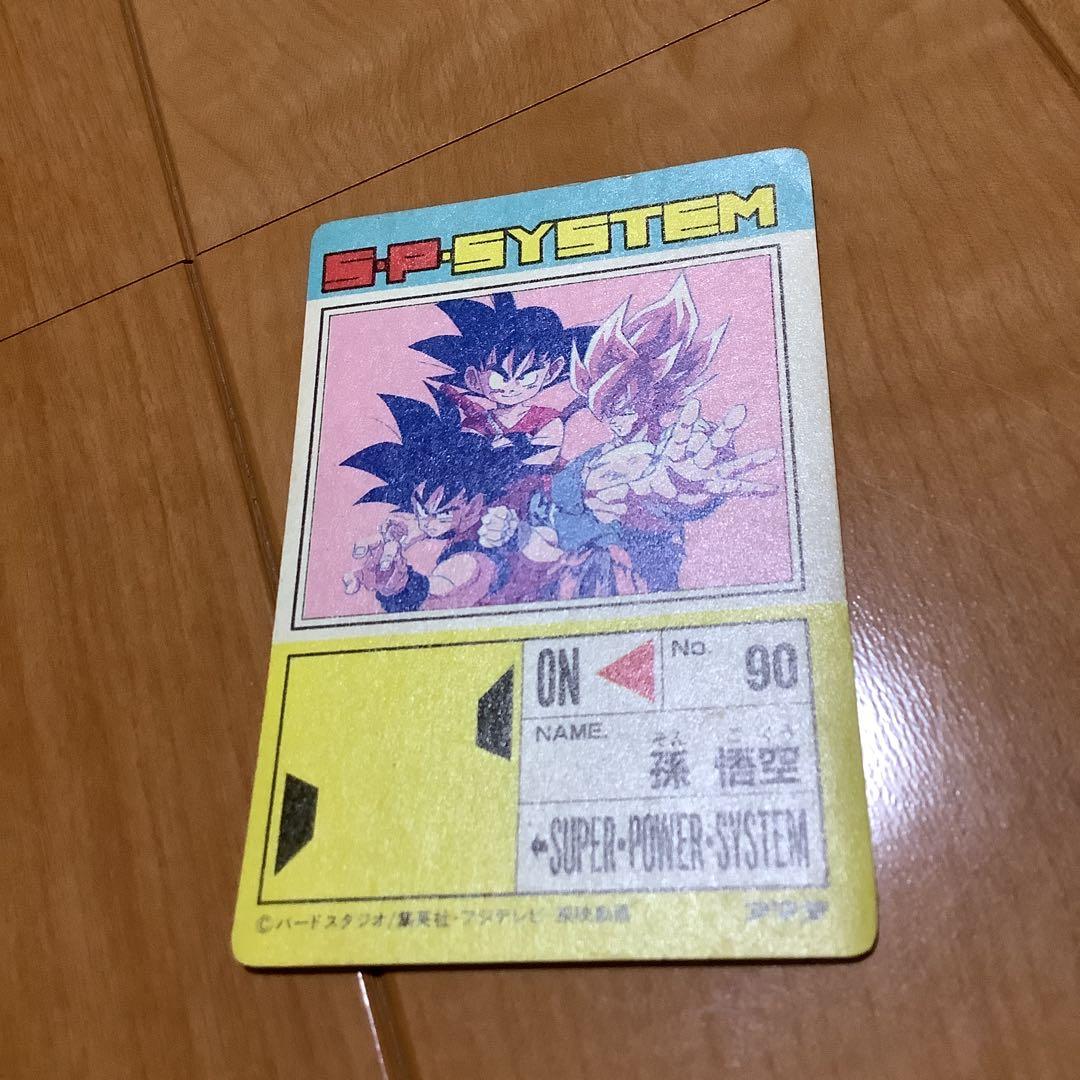 S・P・SYSTEM
ON
No. 90
NAME.
そん ごくう
孫 悟空
SUPER・POWER・SYSTEM
©バードスタジオ/集英社・フジテレビ 東映動画